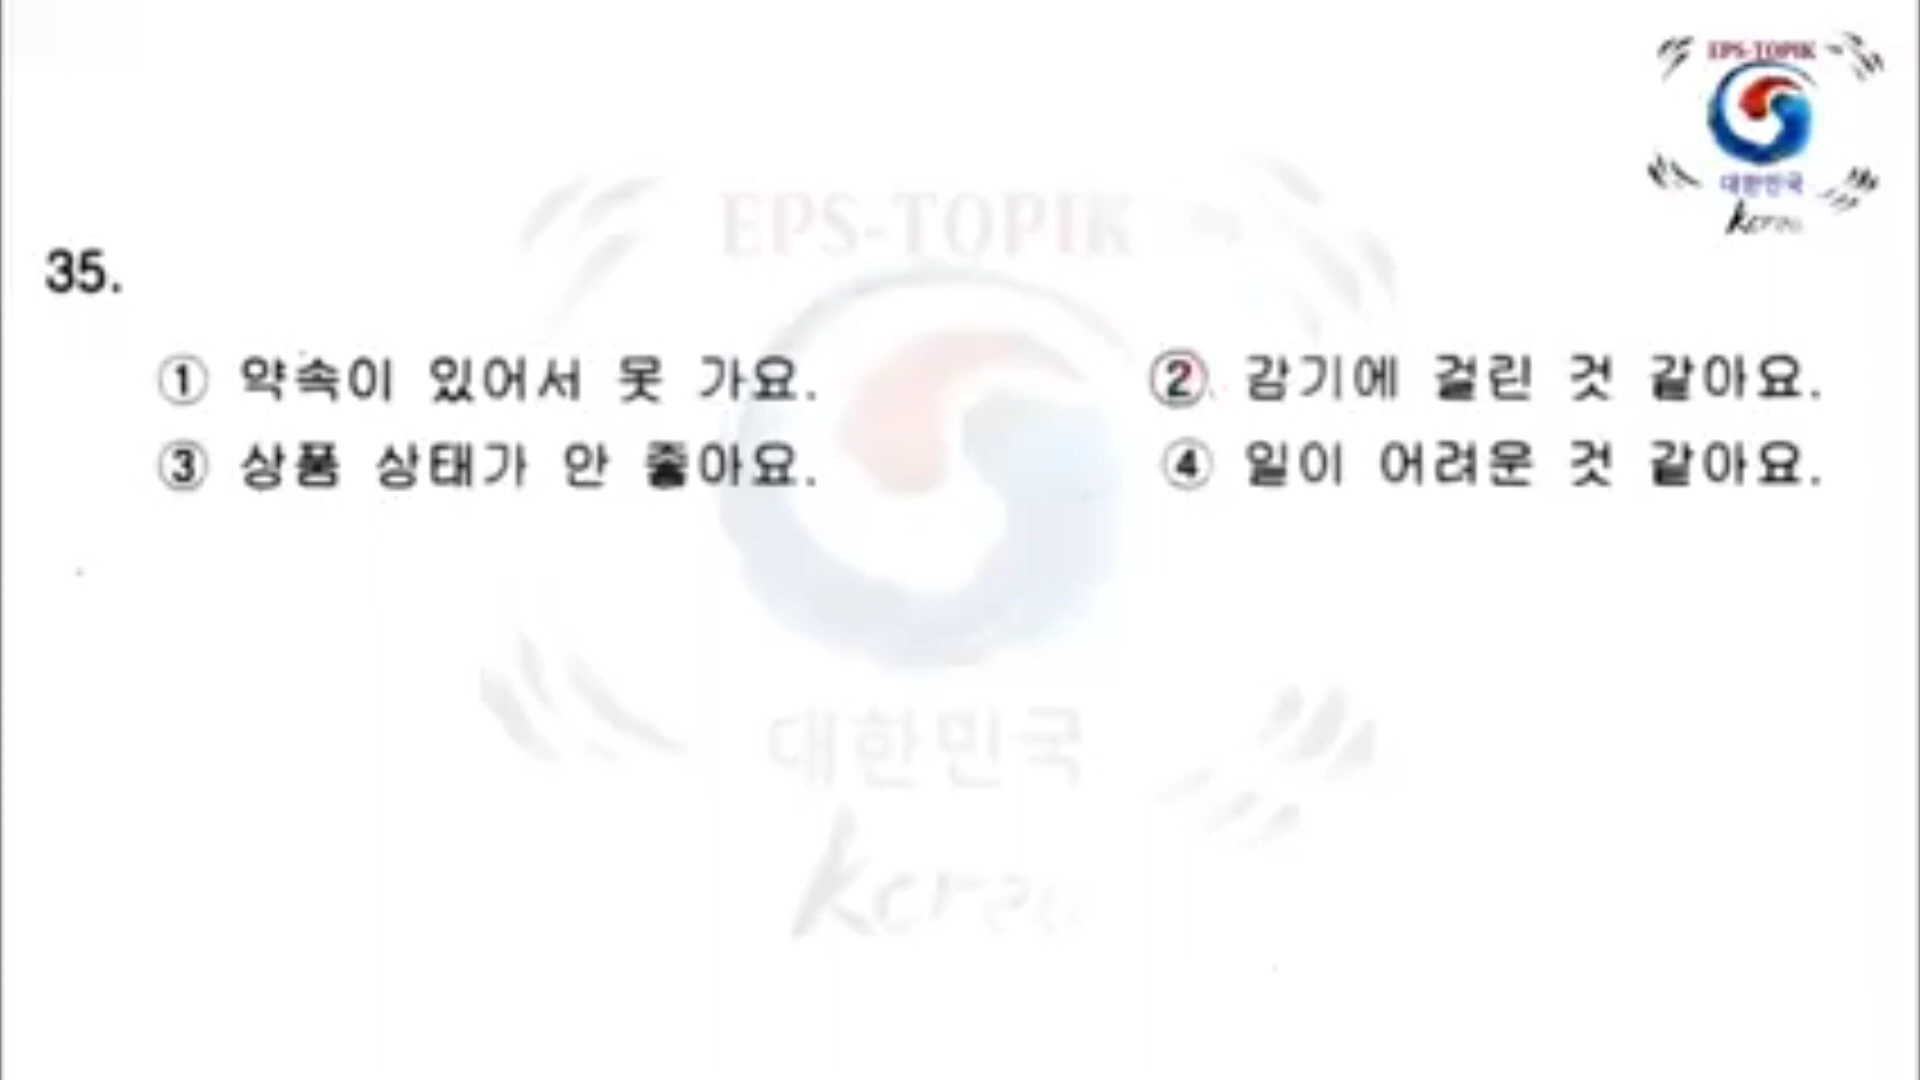 EPS-TOPIK
대한민국
Korea
EPS-TOPIK
35.
① 약속이 있어서 못 가요.
② 감기에 걸린 것 같아요.
③ 상품 상태가 안 좋아요.
④ 일이 어려운 것 같아요.
대한민국
Korea